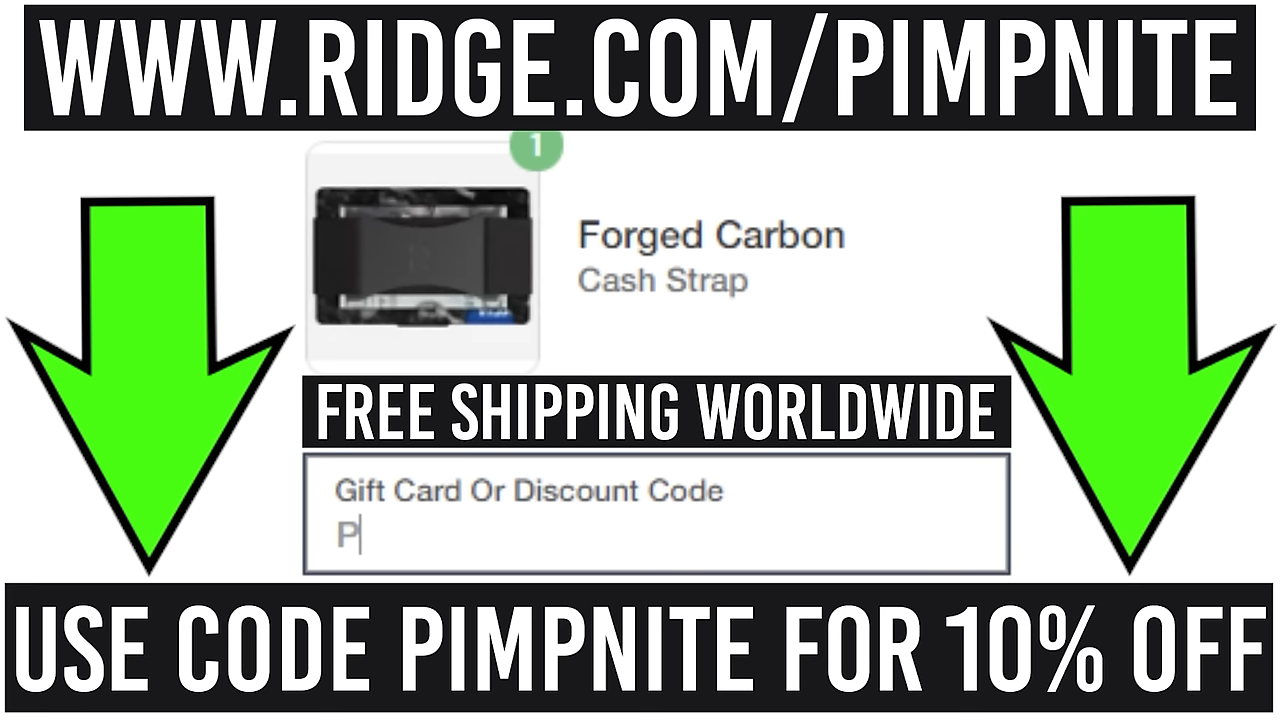 WWW.RIDGE.COM/PIMPNITE
1
Forged Carbon
Cash Strap
FREE SHIPPING WORLDWIDE
Gift Card Or Discount Code
P
USE CODE PIMPNITE FOR 10% OFF